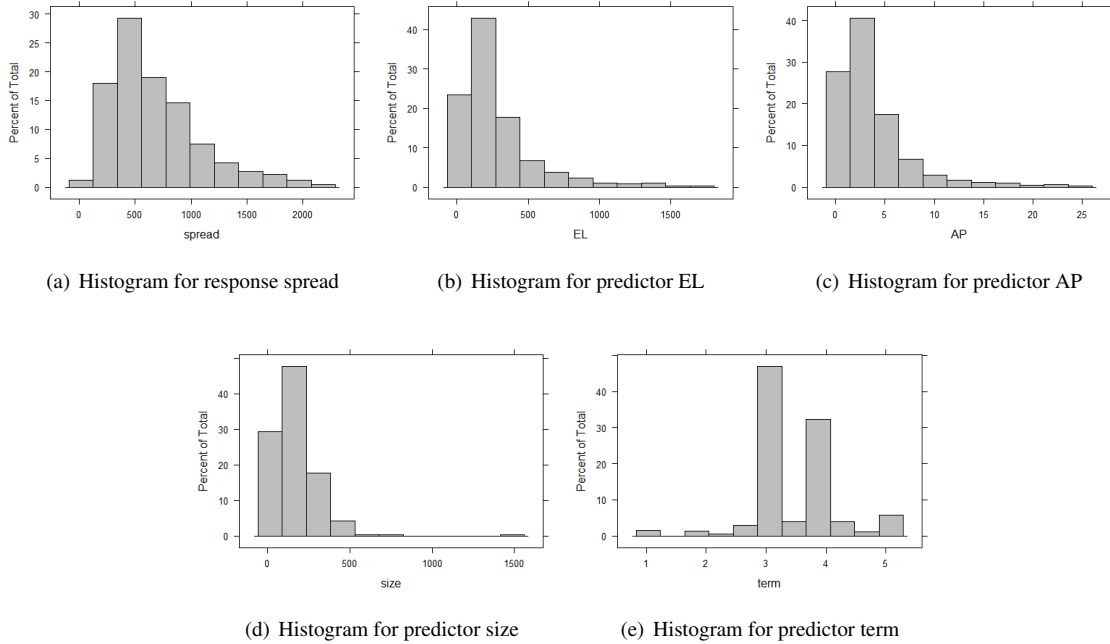 Percent of Total
30
25
20
15
10
5
0
0 500 1000 1500 2000
spread
Percent of Total
40
30
20
10
0
0 500 1000 1500
EL
Percent of Total
40
30
20
10
0
0 5 10 15 20 25
AP
(a) Histogram for response spread
(b) Histogram for predictor EL
(c) Histogram for predictor AP
Percent of Total
40
30
20
10
0
0 500 1000 1500
size
Percent of Total
40
30
20
10
0
1 2 3 4 5
term
(d) Histogram for predictor size
(e) Histogram for predictor term